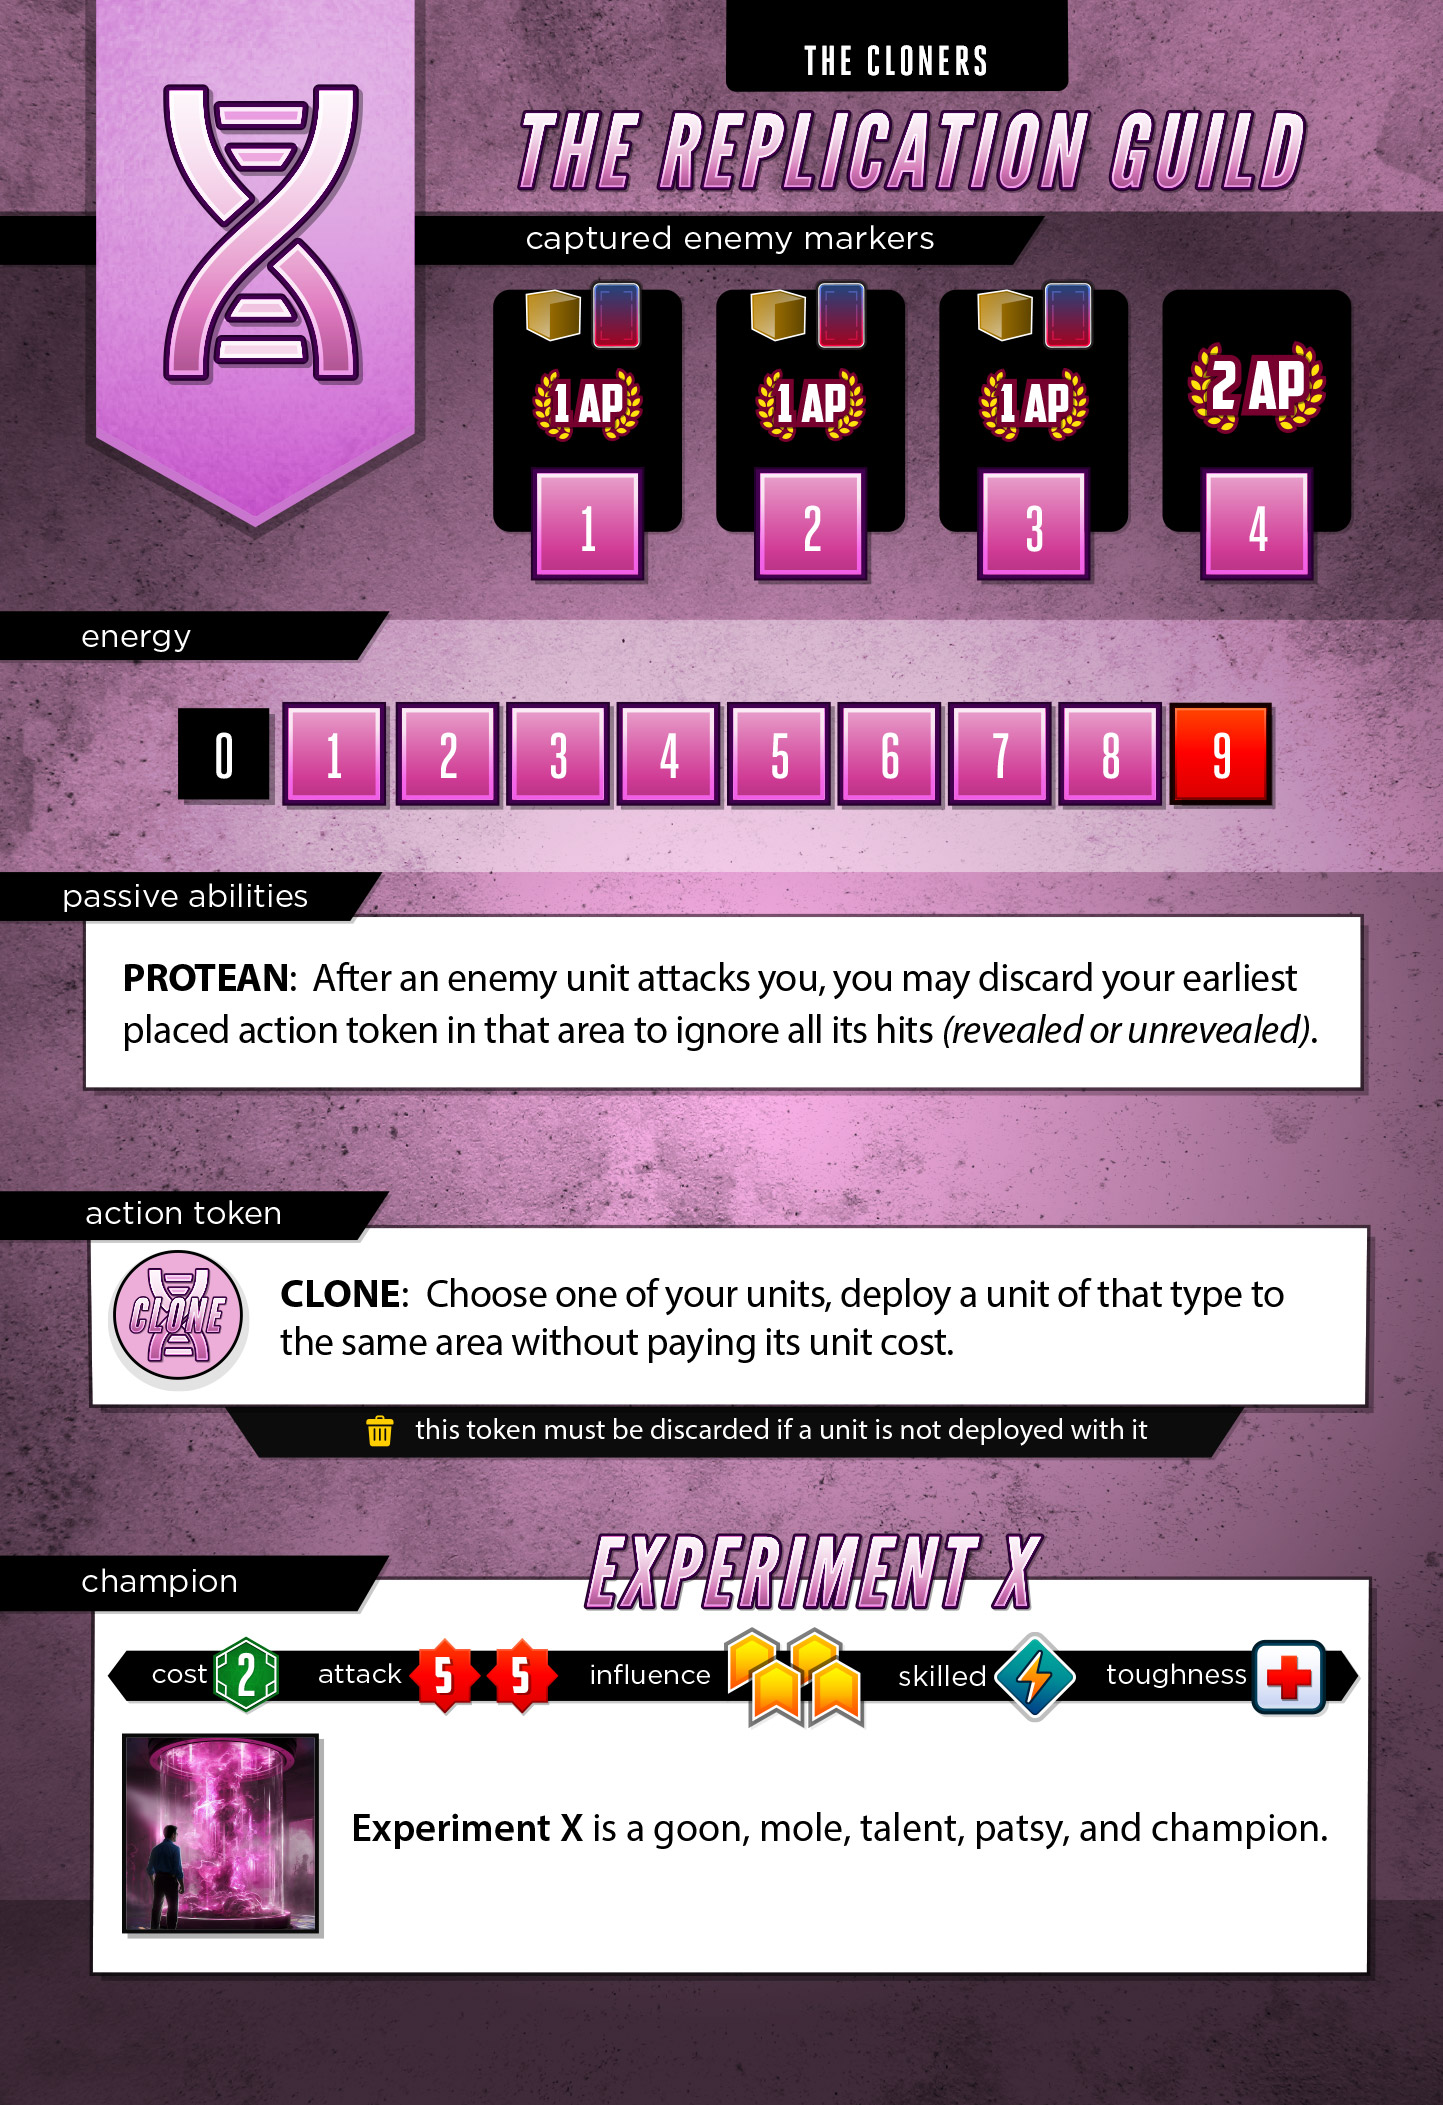 THE CLONERS
THE REPLICATION GUILD
captured enemy markers
1 AP
1 AP
1 AP
2 AP
1
2
3
4
energy
0 1 2 3 4 5 6 7 8 9
passive abilities
PROTEAN: After an enemy unit attacks you, you may discard your earliest
placed action token in that area to ignore all its hits (revealed or unrevealed).
action token
CLONE
CLONE: Choose one of your units, deploy a unit of that type to
the same area without paying its unit cost.
this token must be discarded if a unit is not deployed with it
EXPERIMENT X
champion
cost 2 attack 5 5 influence skilled toughness
Experiment X is a goon, mole, talent, patsy, and champion.